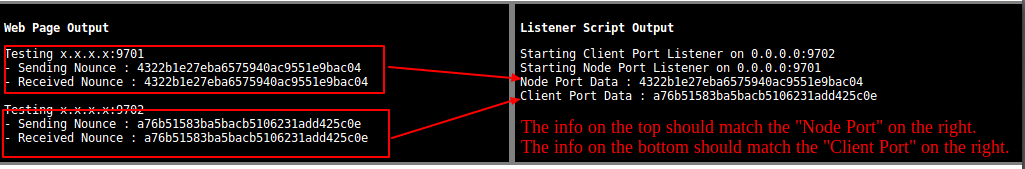 Web Page Output
Testing x.x.x.x:9701
- Sending Nounce : 4322b1e27eba6575940ac9551e9bac04
- Received Nounce : 4322b1e27eba6575940ac9551e9bac04
Testing x.x.x.x:9702
- Sending Nounce : a76b51583ba5bacb5106231add425c0e
- Received Nounce : a76b51583ba5bacb5106231add425c0e
Listener Script Output
Starting Client Port Listener on 0.0.0.0:9702
Starting Node Port Listener on 0.0.0.0:9701
Node Port Data : 4322b1e27eba6575940ac9551e9bac04
Client Port Data : a76b51583ba5bacb5106231add425c0e
The info on the top should match the "Node Port" on the right.
The info on the bottom should match the "Client Port" on the right.